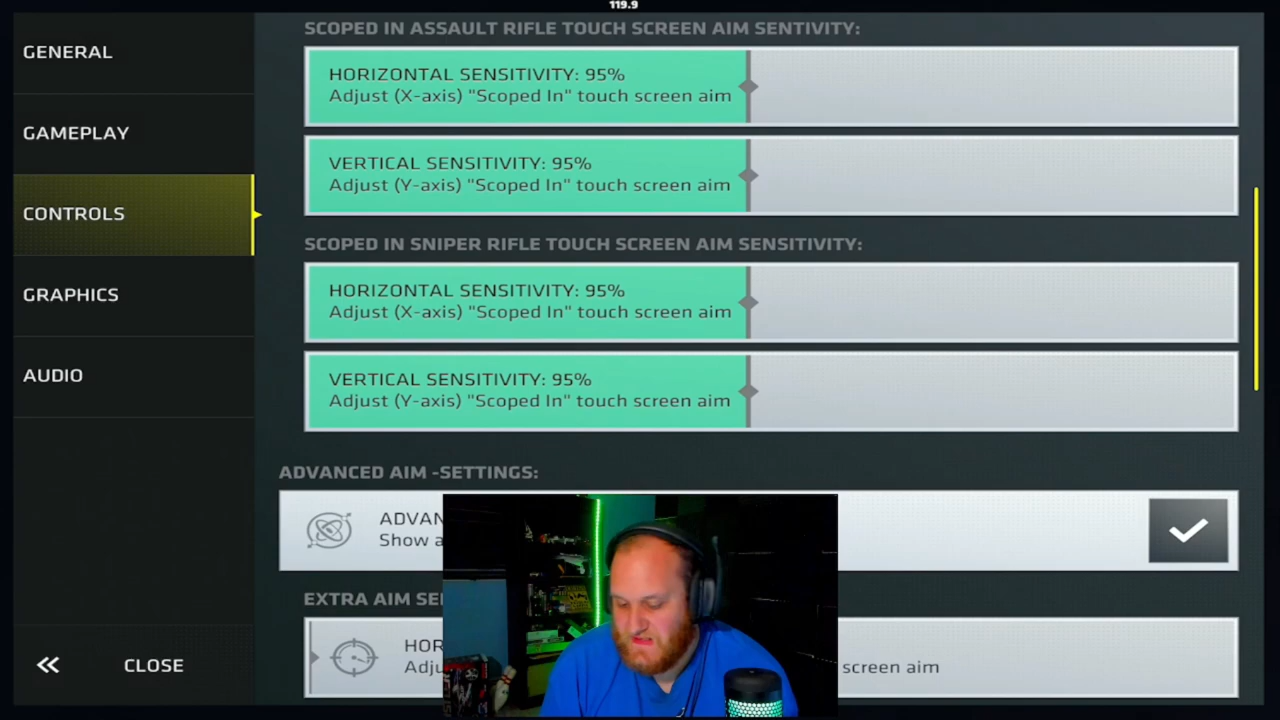 119.9
GENERAL
GAMEPLAY
CONTROLS
GRAPHICS
AUDIO
CLOSE
SCOPED IN ASSAULT RIFLE TOUCH SCREEN AIM SENTIVITY:
HORIZONTAL SENSITIVITY: 95%
Adjust (X-axis) "Scoped In" touch screen aim
VERTICAL SENSITIVITY: 95%
Adjust (Y-axis) "Scoped In" touch screen aim
SCOPED IN SNIPER RIFLE TOUCH SCREEN AIM SENSITIVITY:
HORIZONTAL SENSITIVITY: 95%
Adjust (X-axis) "Scoped In" touch screen aim
VERTICAL SENSITIVITY: 95%
Adjust (Y-axis) "Scoped In" touch screen aim
ADVANCED AIM -SETTINGS:
ADVAN
Show a
EXTRA AIM SE
HOR
Adju screen aim